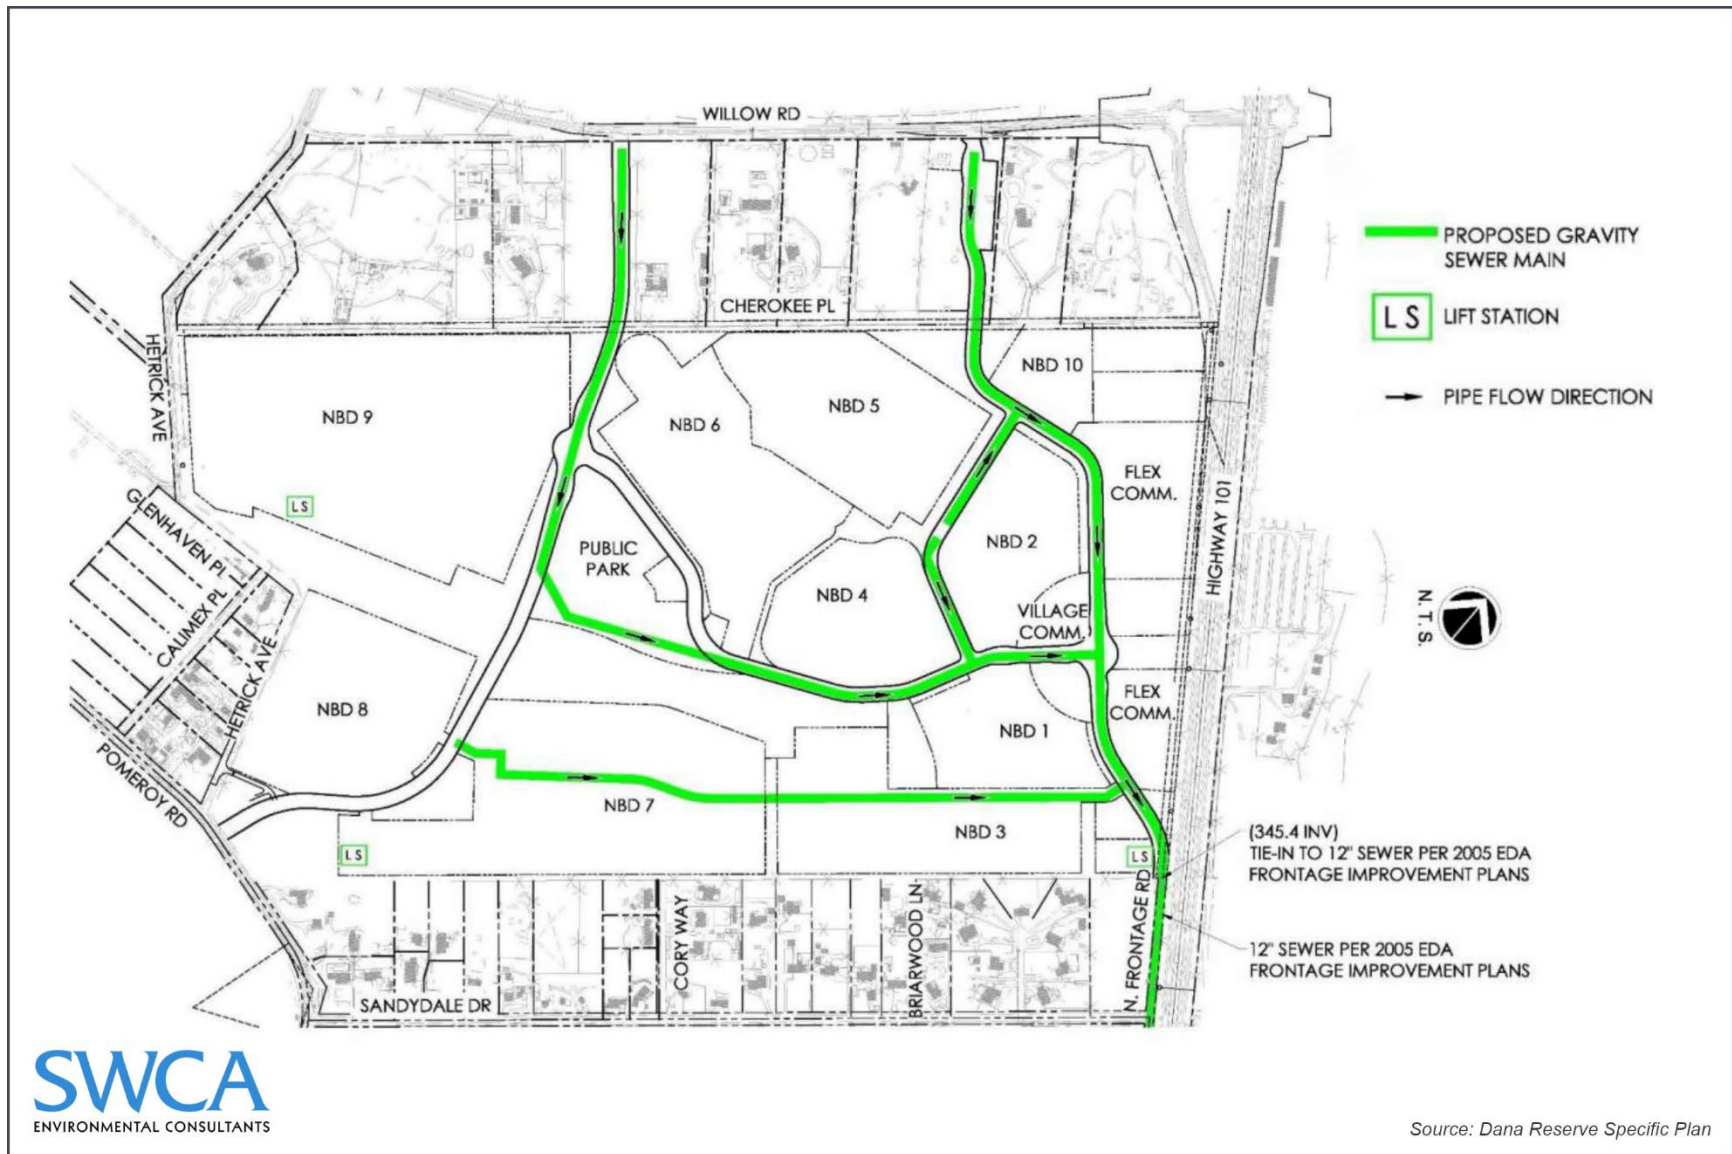 WILLOW RD
PROPOSED GRAVITY
SEWER MAIN
L S
LIFT STATION
PIPE FLOW DIRECTION
CHEROKEE PL
HETRICK AVE
NBD 9
NBD 6
NBD 5
NBD 10
FLEX
COMM.
HIGHWAY 101
L S
GLENHAVEN PL
PUBLIC
PARK
NBD 2
NBD 4
VILLAGE
COMM.
N. T. S.
CALIMEX PL
HETRICK AVE
NBD 8
NBD 1
FLEX
COMM.
POMEROY RD
NBD 7
NBD 3
L S
L S
(345.4 INV)
TIE-IN TO 12" SEWER PER 2005 EDA
FRONTAGE IMPROVEMENT PLANS
12" SEWER PER 2005 EDA
FRONTAGE IMPROVEMENT PLANS
N. FRONTAGE RD
BRIARWOOD LN
CORY WAY
SANDYDALE DR
SWCA
ENVIRONMENTAL CONSULTANTS
Source: Dana Reserve Specific Plan